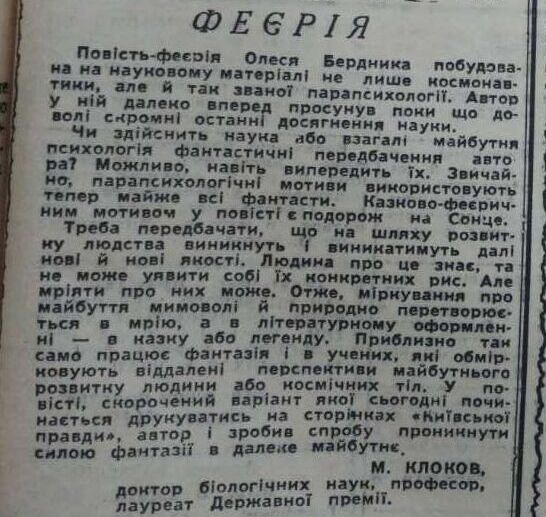 ФЕЄРІЯ
Повість-феєрія Олеся Бердника побудова-
на на науковому матеріалі не лише космонав-
тики, але й так званої парапсихології. Автор
у ній далеко вперед просунув поки що до-
волі скромні останні досягнення науки.
Чи здійснить наука або взагалі майбутня
психологія фантастичні передбачення авто
ра? Можливо, навіть випередить їх. Звичай-
но, парапсихологічні мотиви використовують
тепер майже всі фантасти. Казково-феєрич-
ним мотивом у повісті є подорож на Сонце.
Треба передбачати, що на шляху розвит-
ку людства виникнуть і виникатимуть далі
нові й нові якості. Людина про це знає, та
не може уявити собі їх конкретних рис. Але
мріяти про них може. Отже, міркування про
майбуття мимоволі й природно перетворює-
ться в мрію, а в літературному оформлен-
ні — в казку або легенду. Приблизно так
само працює фантазія і в учених, які обмір-
ковують віддалені перспективи майбутнього
розвитку людини або космічних тіл. У по-
вісті, скорочений варіант якої сьогодні почи-
нається друкуватись на сторінках «Київської
правди», автор і зробив спробу проникнути
силою фантазії в далеке майбутнє.
М. КЛОКОВ,
доктор біологічних наук, професор,
лауреат Державної премії.